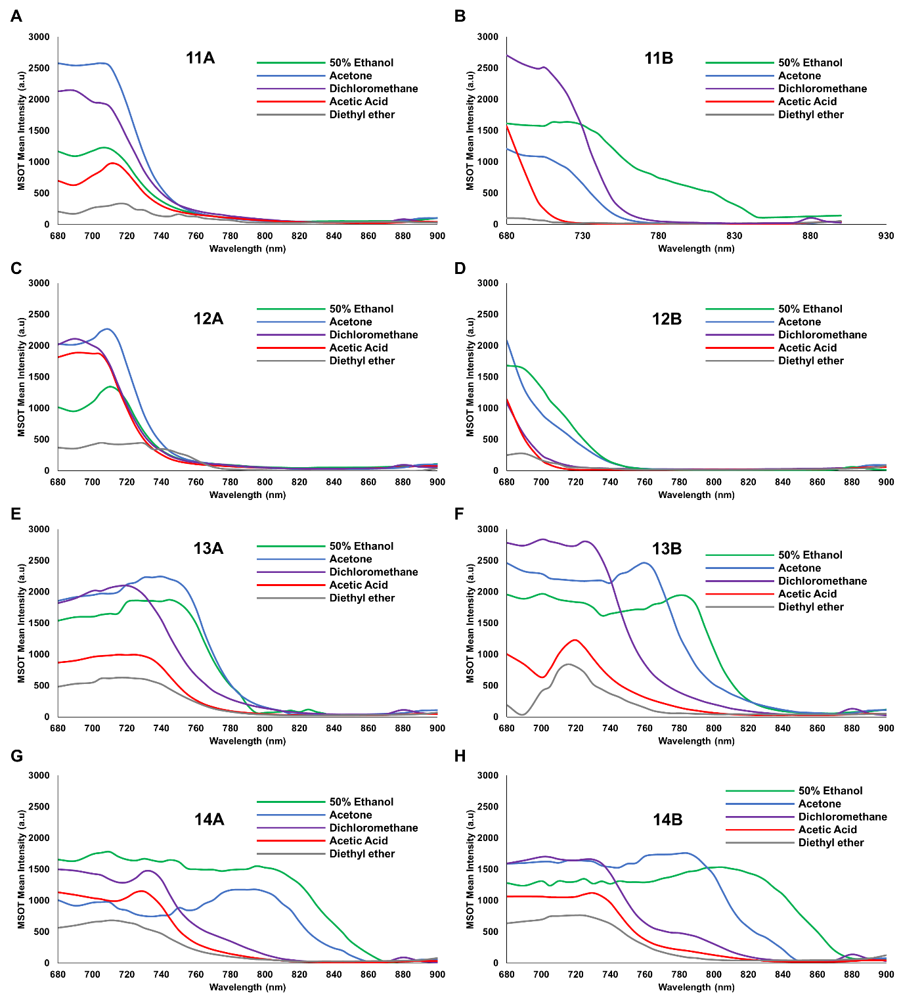 A
3000
2500
2000
1500
1000
500
0
MSOT Mean Intensity (a.u)
11A
50% Ethanol
Acetone
Dichloromethane
Acetic Acid
Diethyl ether
680 700 720 740 760 780 800 820 840 860 880 900
Wavelength (nm)
B
3000
2500
2000
1500
1000
500
0
MSOT Mean Intensity (a.u)
11B
50% Ethanol
Acetone
Dichloromethane
Acetic Acid
Diethyl ether
680 730 780 830 880 930
Wavelength (nm)
C
3000
2500
2000
1500
1000
500
0
MSOT Mean Intensity (a.u)
12A
50% Ethanol
Acetone
Dichloromethane
Acetic Acid
Diethyl ether
680 700 720 740 760 780 800 820 840 860 880 900
Wavelength (nm)
D
3000
2500
2000
1500
1000
500
0
MSOT Mean Intensity (a.u)
12B
50% Ethanol
Acetone
Dichloromethane
Acetic Acid
Diethyl ether
680 700 720 740 760 780 800 820 840 860 880 900
Wavelength (nm)
E
3000
2500
2000
1500
1000
500
0
MSOT Mean Intensity (a.u)
13A
50% Ethanol
Acetone
Dichloromethane
Acetic Acid
Diethyl ether
680 700 720 740 760 780 800 820 840 860 880 900
Wavelength (nm)
F
3000
2500
2000
1500
1000
500
0
MSOT Mean Intensity (a.u)
13B
50% Ethanol
Acetone
Dichloromethane
Acetic Acid
Diethyl ether
680 700 720 740 760 780 800 820 840 860 880 900
Wavelength (nm)
G
3000
2500
2000
1500
1000
500
0
MSOT Mean Intensity (a.u)
14A
50% Ethanol
Acetone
Dichloromethane
Acetic Acid
Diethyl ether
680 700 720 740 760 780 800 820 840 860 880 900
Wavelength (nm)
H
3000
2500
2000
1500
1000
500
0
MSOT Mean Intensity (a.u)
14B
50% Ethanol
Acetone
Dichloromethane
Acetic Acid
Diethyl ether
680 700 720 740 760 780 800 820 840 860 880 900
Wavelength (nm)